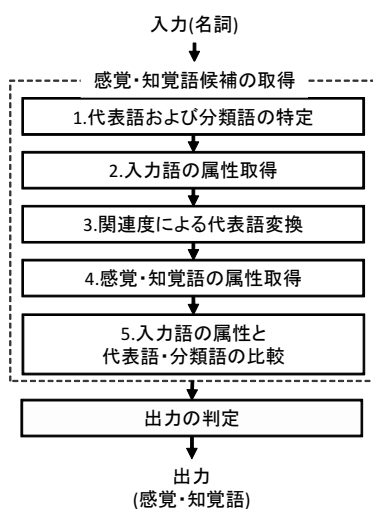 入力(名詞)
感覚・知覚語候補の取得
1.代表語および分類語の特定
2.入力語の属性取得
3.関連度による代表語変換
4.感覚・知覚語の属性取得
5.入力語の属性と
代表語・分類語の比較
出力の判定
出力
(感覚・知覚語)